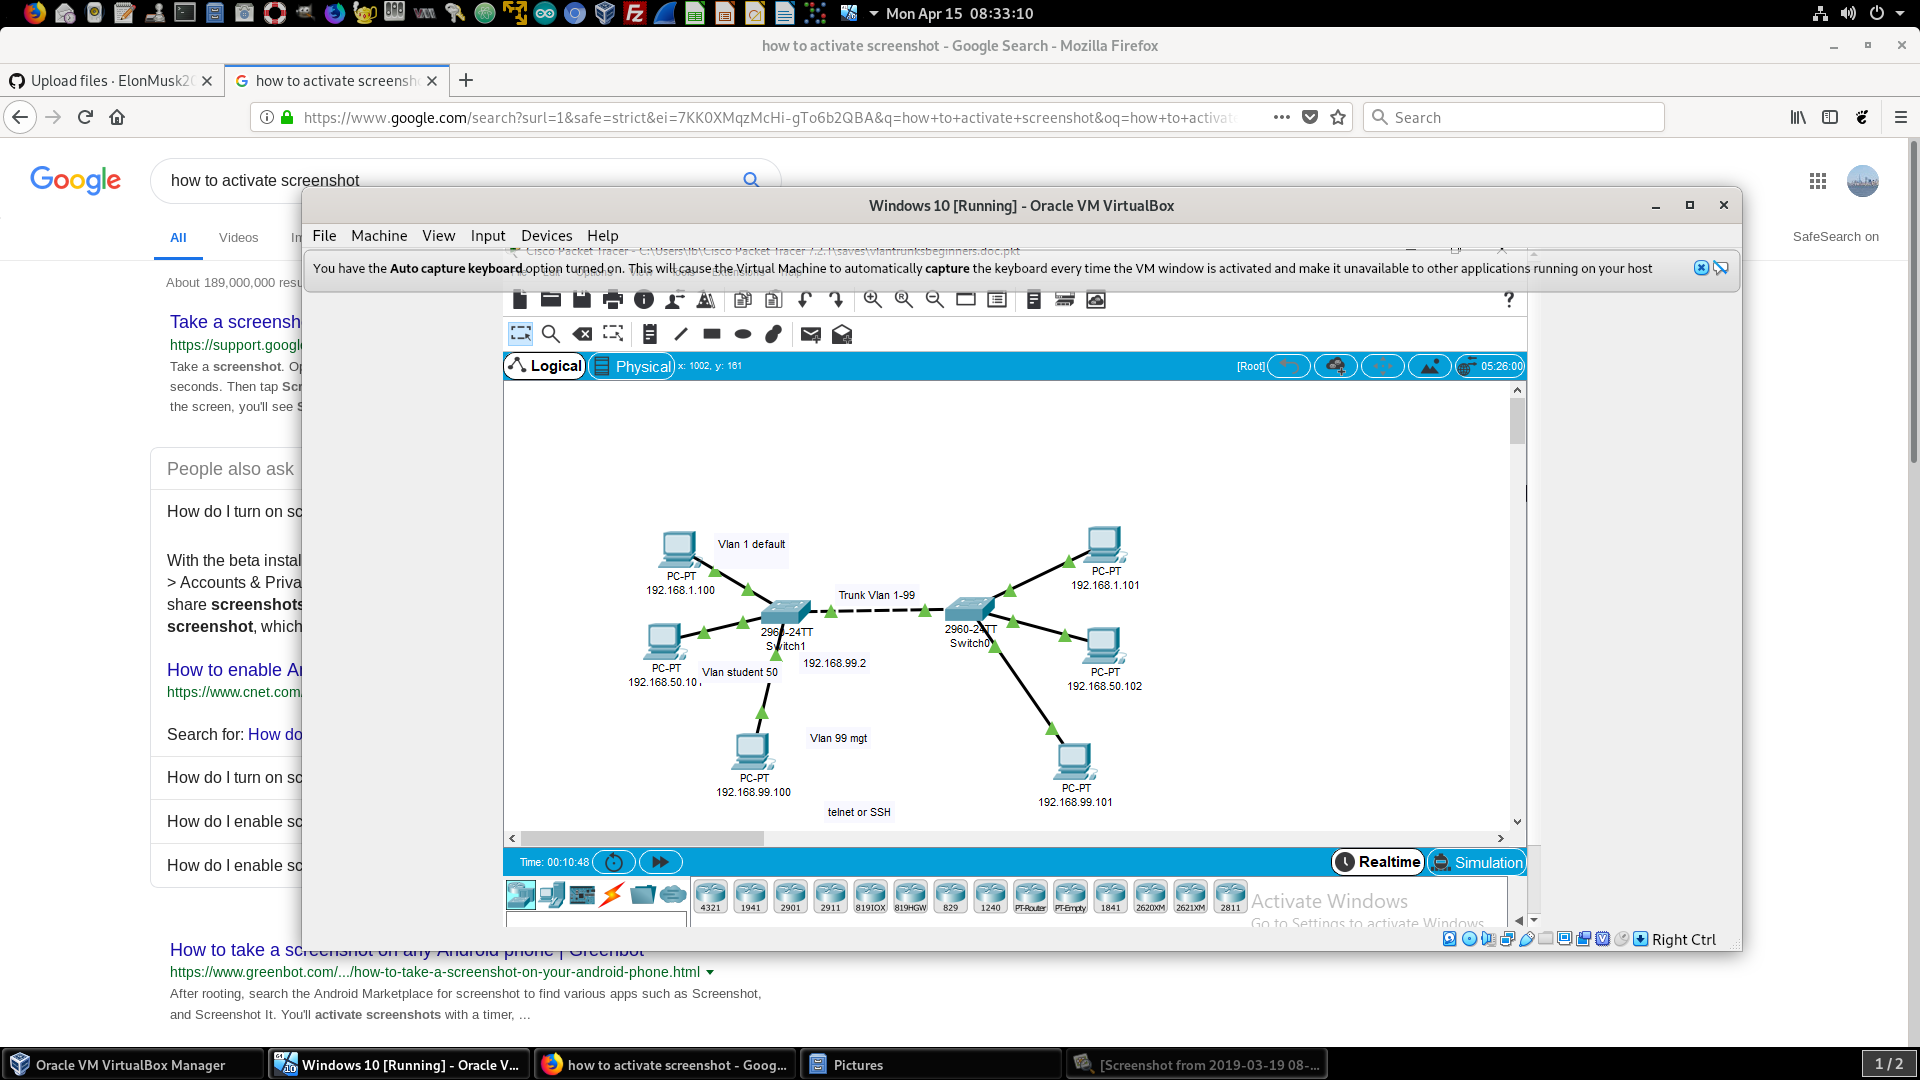 Mon Apr 15 08:33:10
how to activate screenshot - Google Search - Mozilla Firefox
Upload files · ElonMusk20
how to activate screensh
https://www.google.com/search?surl=1&safe=strict&ei=7KK0XMqzMcHi-gTo6b2QBA&q=how+to+activate+screenshot&oq=how+to+activate
Search
Google
how to activate screenshot
All
Videos
SafeSearch on
About 189,000,000 resu
Take a screensh
https://support.googl
Take a screenshot. Op
seconds. Then tap Scr
the screen, you'll see S
People also ask
How do I turn on sc
With the beta instal
> Accounts & Priva
share screenshots
screenshot, which
How to enable An
https://www.cnet.com
Search for: How do
How do I turn on sc
How do I enable sc
How do I enable sc
How to take a screenshot on any Android phone | Greenbot
https://www.greenbot.com/.../how-to-take-a-screenshot-on-your-android-phone.html
After rooting, search the Android Marketplace for screenshot to find various apps such as Screenshot,
and Screenshot It. You'll activate screenshots with a timer, ...
Windows 10 [Running] - Oracle VM VirtualBox
File Machine View Input Devices Help
Cisco Packet Tracer - C:\Users\lb\Cisco Packet Tracer 7.2.1\saves\vlantrunksbeginners.doc.pkt
You have the Auto capture keyboard option turned on. This will cause the Virtual Machine to automatically capture the keyboard every time the VM window is activated and make it unavailable to other applications running on your host
Logical
Physical
x: 1002, y: 161
[Root]
05:26:00
Vlan 1 default
PC-PT
192.168.1.100
PC-PT
192.168.1.101
Trunk Vlan 1-99
2960-24TT
Switch1
2960-24TT
Switch0
192.168.99.2
PC-PT
192.168.50.10
Vlan student 50
PC-PT
192.168.50.102
Vlan 99 mgt
PC-PT
192.168.99.100
PC-PT
192.168.99.101
telnet or SSH
Time: 00:10:48
Realtime
Simulation
4321 1941 2901 2911 819IOX 819HGW 829 1240 PT-Router PT-Empty 1841 2620XM 2621XM 2811
Activate Windows
Go to Settings to activate Windows.
Right Ctrl
Oracle VM VirtualBox Manager
Windows 10 [Running] - Oracle V...
how to activate screenshot - Goog...
Pictures
[Screenshot from 2019-03-19 08-...
1 / 2